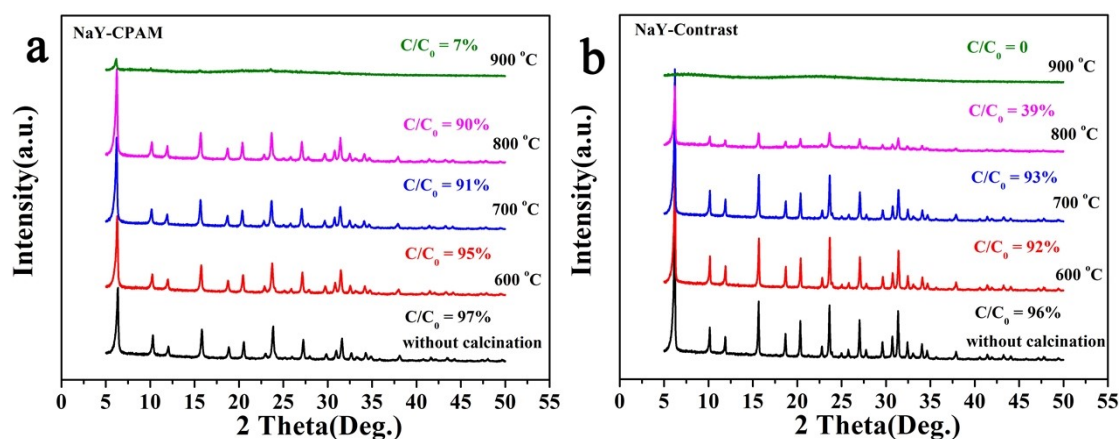 a
NaY-CPAM
C/C₀ = 7%
900 °C
C/C₀ = 90%
800 °C
C/C₀ = 91%
700 °C
C/C₀ = 95%
600 °C
C/C₀ = 97%
without calcination
Intensity(a.u.)
0 5 10 15 20 25 30 35 40 45 50 55
2 Theta(Deg.)
b
NaY-Contrast
C/C₀ = 0
900 °C
C/C₀ = 39%
800 °C
C/C₀ = 93%
700 °C
C/C₀ = 92%
600 °C
C/C₀ = 96%
without calcination
Intensity(a.u.)
0 5 10 15 20 25 30 35 40 45 50 55
2 Theta(Deg.)